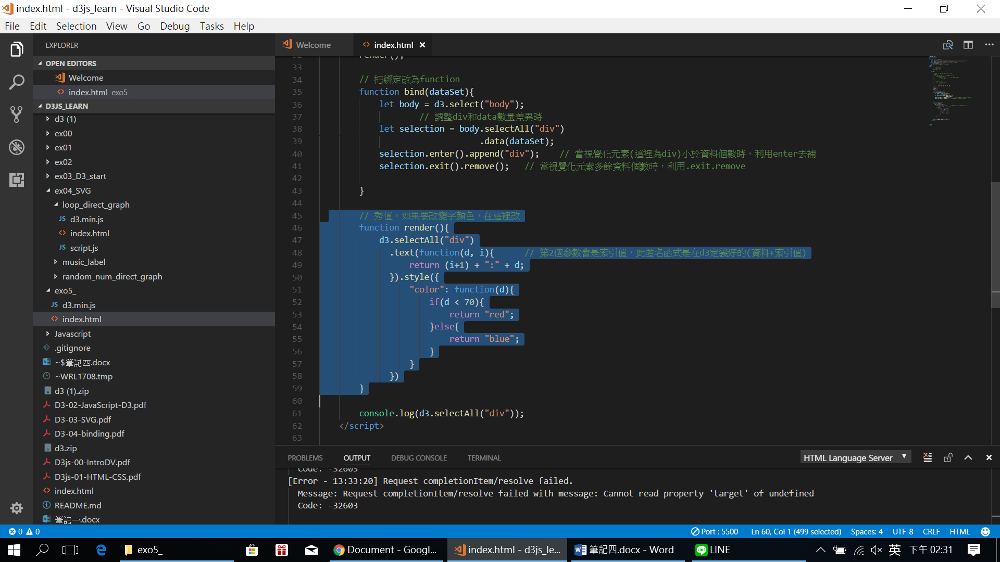 index.html - d3js_learn - Visual Studio Code
File Edit Selection View Go Debug Tasks Help
EXPLORER
OPEN EDITORS
Welcome
index.html exo5_
D3JS_LEARN
d3 (1)
ex00
ex01
ex02
ex03_D3_start
ex04_SVG
loop_direct_graph
JS d3.min.js
<> index.html
JS script.js
music_label
random_num_direct_graph
exo5_
JS d3.min.js
<> index.html
Javascript
.gitignore
~$筆記四.docx
~WRL1708.tmp
d3 (1).zip
D3-02-JavaScript-D3.pdf
D3-03-SVG.pdf
D3-04-binding.pdf
d3.zip
D3js-00-IntroDV.pdf
D3js-01-HTML-CSS.pdf
<> index.html
README.md
筆記一.docx
Welcome <> index.html
32 render();
33
34 // 把綁定改為function
35 function bind(dataSet){
36 let body = d3.select("body");
37 // 調整div和data數量差異時
38 let selection = body.selectAll("div")
39 .data(dataSet);
40 selection.enter().append("div"); // 當視覺化元素(這裡為div)小於資料個數時，利用enter去補
41 selection.exit().remove(); // 當視覺化元素多餘資料個數時，利用.exit.remove
42
43 }
44
45 // 秀值，如果要改變字顏色，在這裡改
46 function render(){
47 d3.selectAll("div")
48 .text(function(d, i){ // 第2個參數會是索引值，此匿名函式是在d3定義好的(資料+索引值)
49 return (i+1) + ":" + d;
50 }).style({
51 "color": function(d){
52 if(d < 70){
53 return "red";
54 }else{
55 return "blue";
56 }
57 }
58 })
59 }
60
61 console.log(d3.selectAll("div"));
62 </script>
63
PROBLEMS OUTPUT DEBUG CONSOLE TERMINAL HTML Language Server
Code: -32603
[Error - 13:33:20] Request completionItem/resolve failed.
Message: Request completionItem/resolve failed with message: Cannot read property 'target' of undefined
Code: -32603
0 0 Port : 5500 Ln 60, Col 1 (499 selected) Spaces: 4 UTF-8 CRLF HTML
exo5_ Document - Googl... index.html - d3js_le... 筆記四.docx - Word LINE 英 下午 02:31